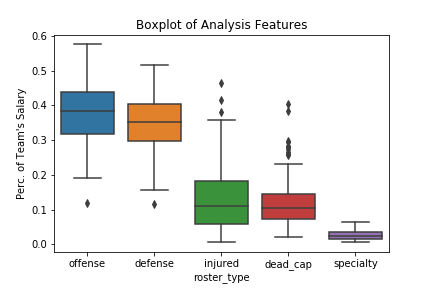 Boxplot of Analysis Features
Perc. of Team's Salary
0.6
0.5
0.4
0.3
0.2
0.1
0.0
offense defense injured dead_cap specialty
roster_type